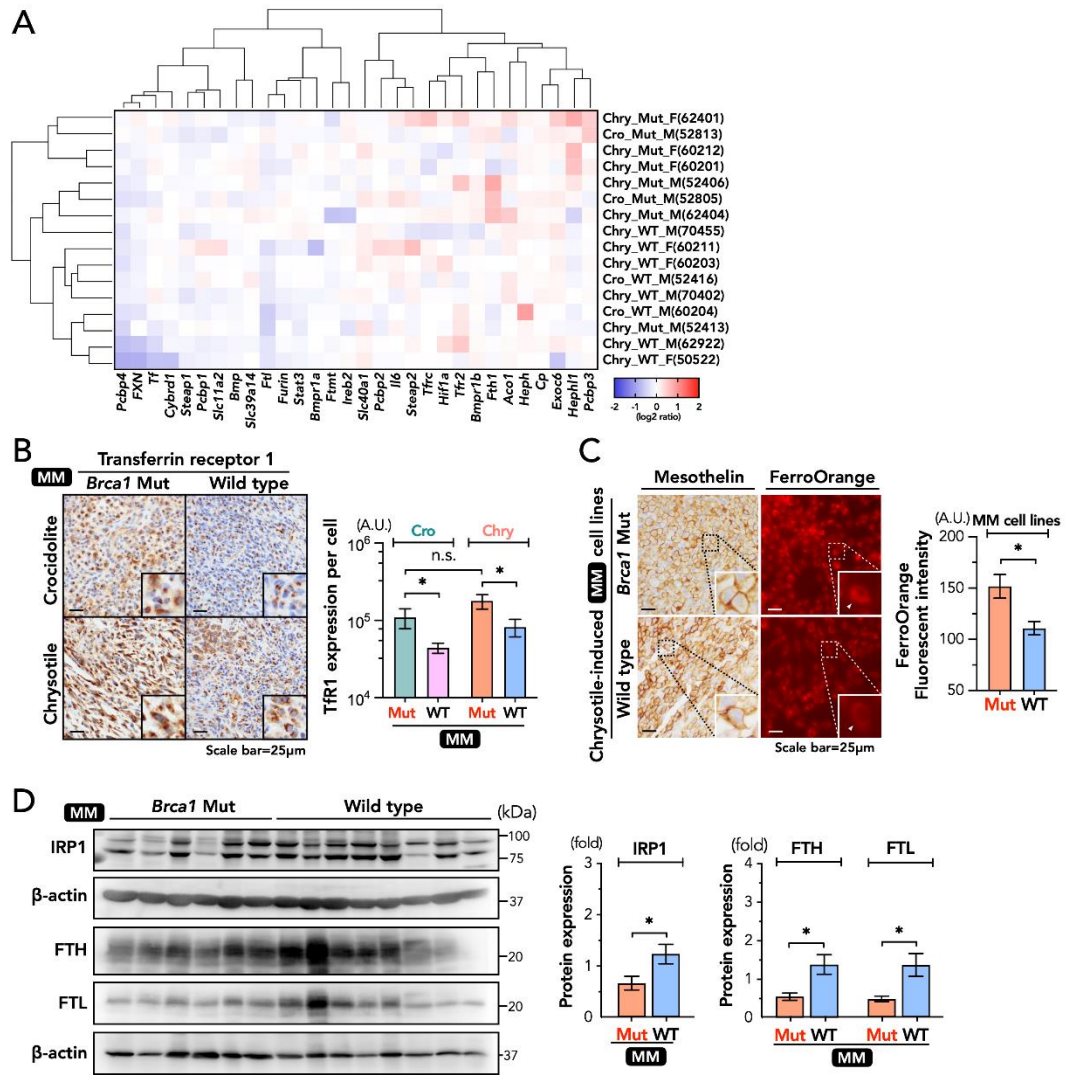 A
Chry_Mut_F(62401)
Cro_Mut_M(52813)
Chry_Mut_F(60212)
Chry_Mut_F(60201)
Chry_Mut_M(52406)
Cro_Mut_M(52805)
Chry_Mut_M(62404)
Chry_WT_M(70455)
Chry_WT_F(60211)
Chry_WT_F(60203)
Cro_WT_M(52416)
Chry_WT_M(70402)
Cro_WT_M(60204)
Chry_Mut_M(52413)
Chry_WT_M(62922)
Chry_WT_F(50522)
Pcbp4 FXN Tf Cybrd1 Steap1 Pcbp1 Slc11a2 Bmp Slc39a14 Ftl Furin Stat3 Bmpr1a Ftmt Ireb2 Slc40a1 Pcbp2 Il6 Steap2 Tfrc Hif1a Tfr2 Bmpr1b Fth1 Aco1 Heph Cp Exoc6 Hephl1 Pcbp3
-2 -1 0 1 2
(log2 ratio)
B
Transferrin receptor 1
MM
Brca1 Mut Wild type
Crocidolite
Chrysotile
Scale bar=25μm
(A.U.)
Cro Chry
n.s.
* *
TfR1 expression per cell
10^6
10^5
10^4
Mut WT Mut WT
MM
C
Mesothelin FerroOrange
Chrysotile-induced MM cell lines
Brca1 Mut
Wild type
Scale bar=25μm
(A.U.) MM cell lines
*
FerroOrange
Fluorescent intensity
200
150
100
50
Mut WT
D
MM
Brca1 Mut Wild type (kDa)
IRP1
100
75
β-actin
37
FTH
20
FTL
20
β-actin
37
(fold) IRP1
*
Protein expression
3
2
1
0
Mut WT
MM
(fold) FTH FTL
* *
Protein expression
4
3
2
1
0
Mut WT Mut WT
MM